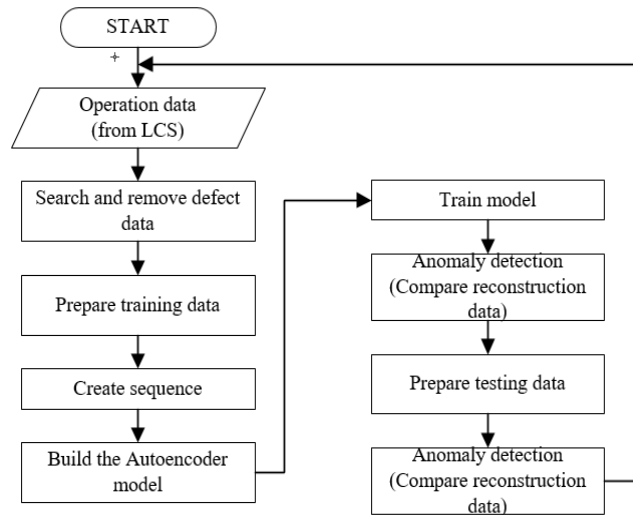 START
Operation data
(from LCS)
Search and remove defect
data
Prepare training data
Create sequence
Build the Autoencoder
model
Train model
Anomaly detection
(Compare reconstruction
data)
Prepare testing data
Anomaly detection
(Compare reconstruction
data)